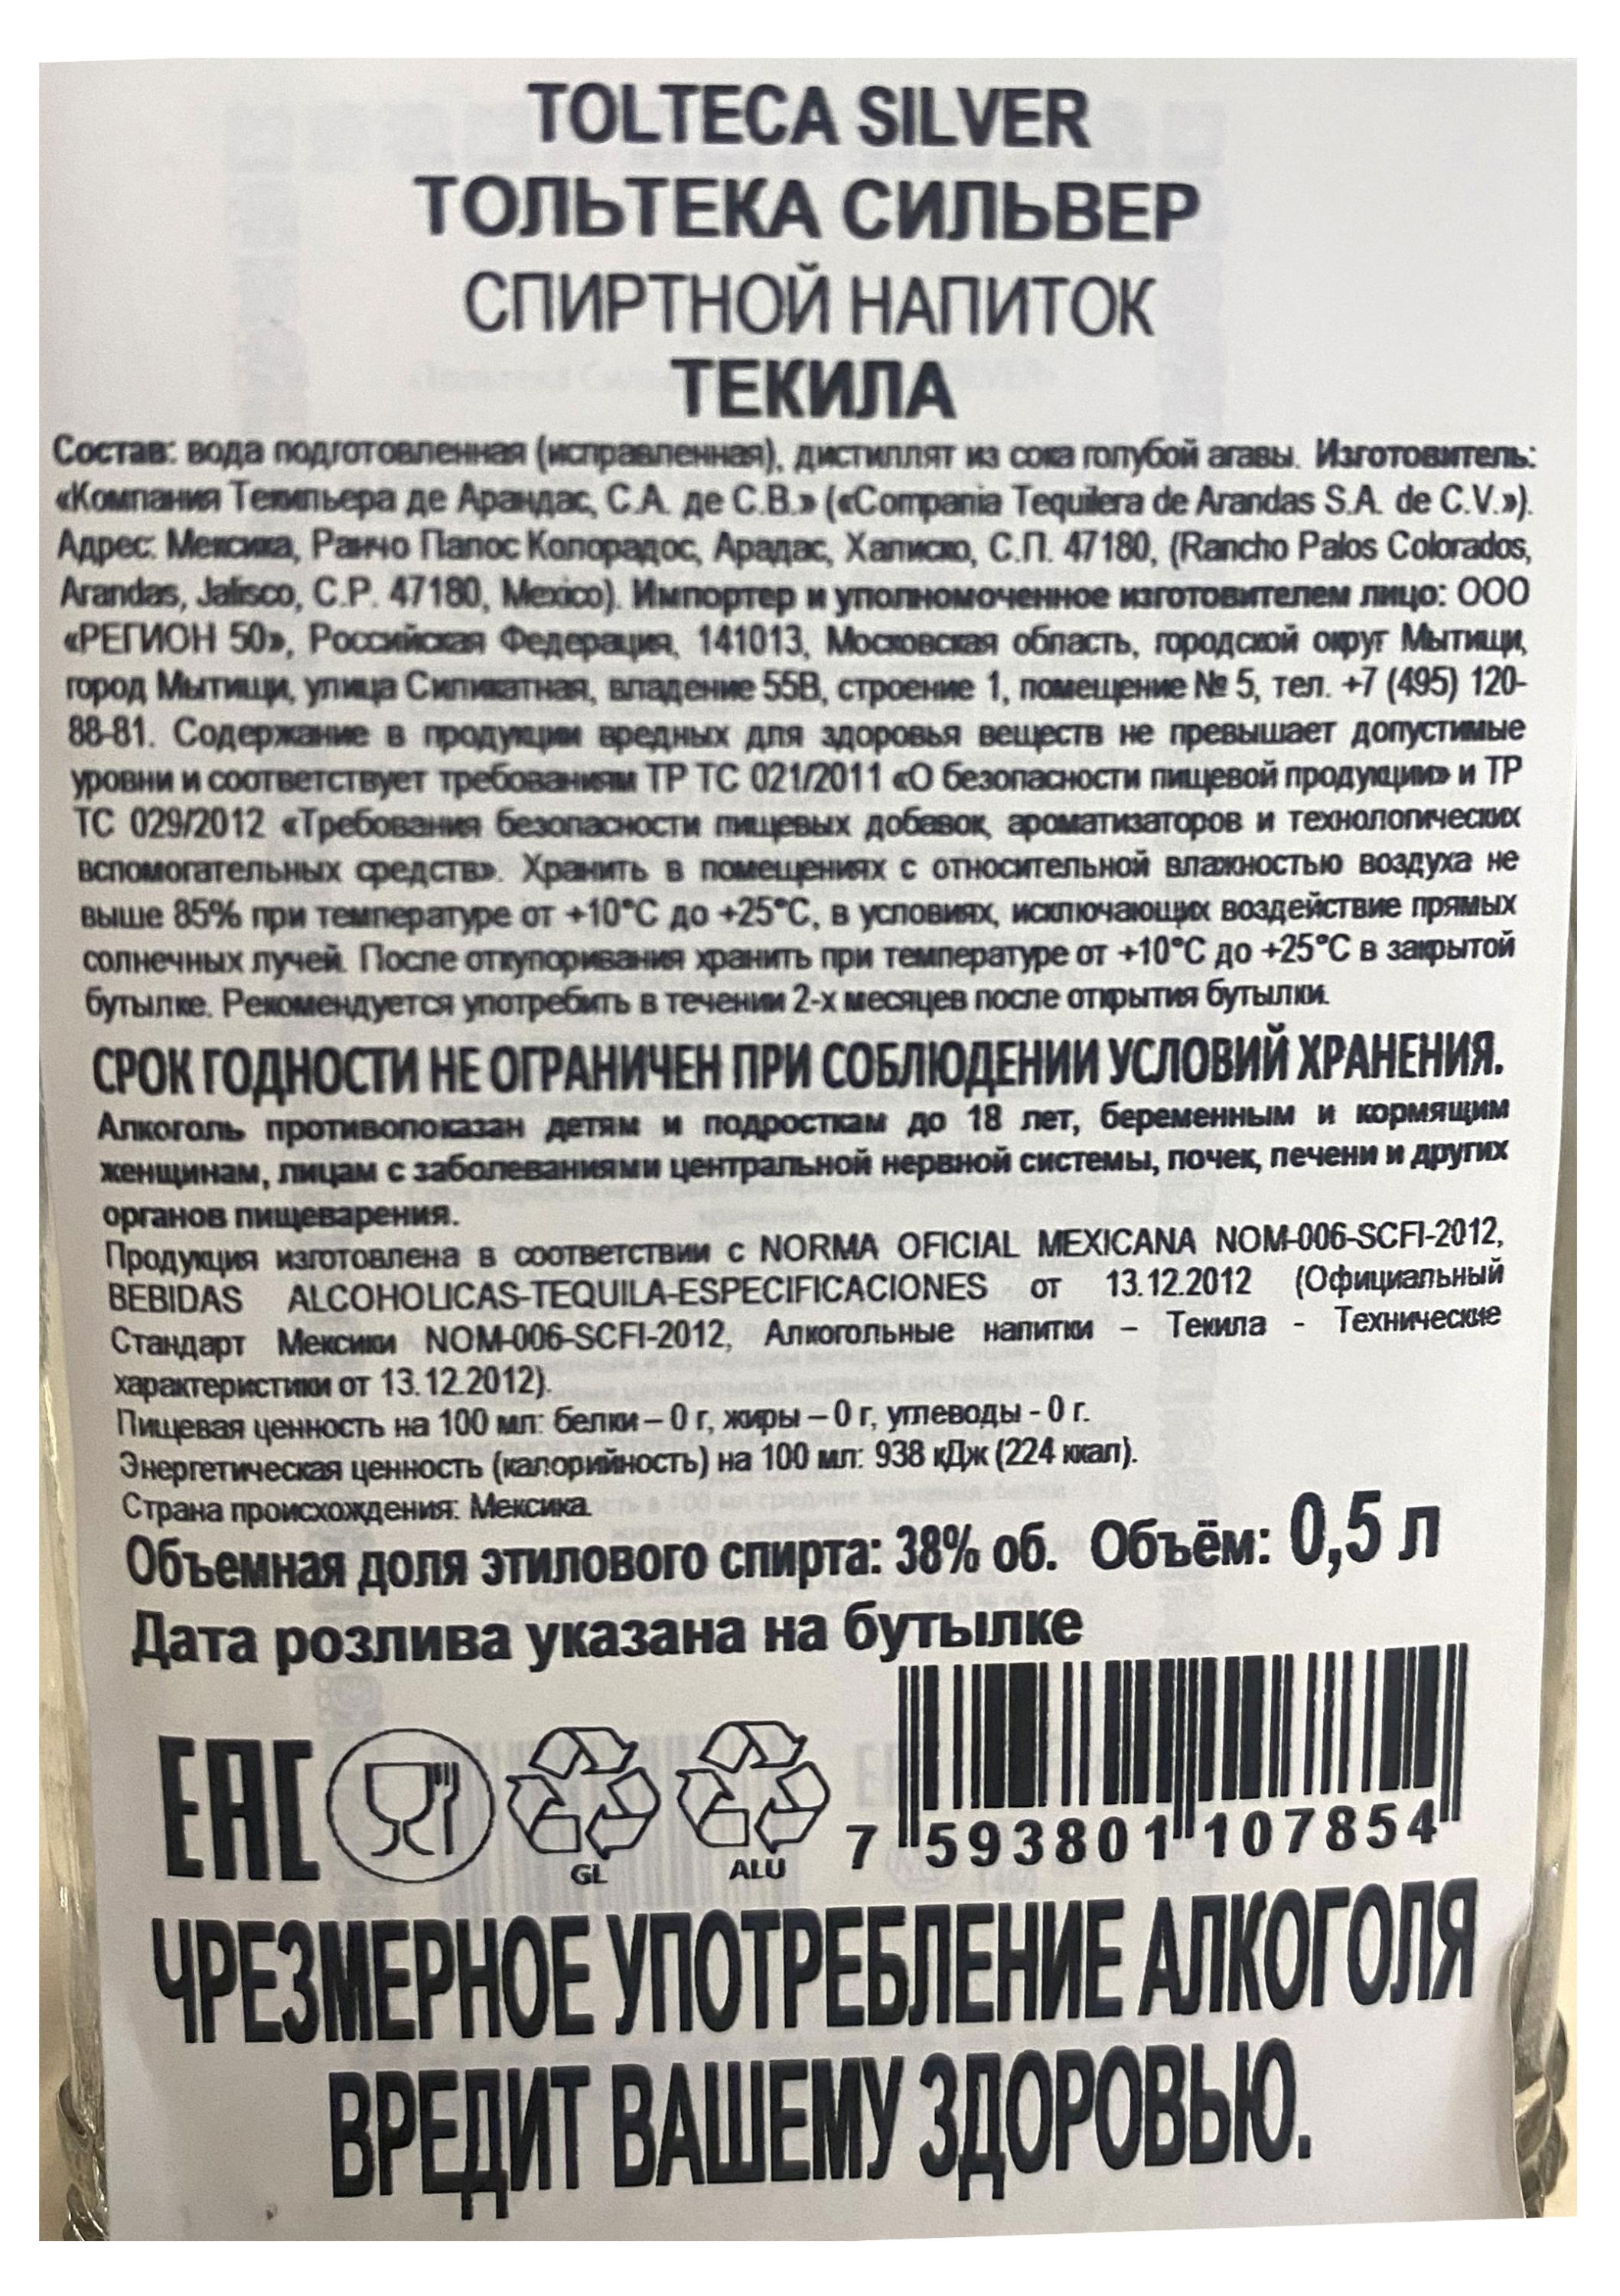 TOLTECA SILVER
ТОЛЬТЕКА СИЛЬВЕР
СПИРТНОЙ НАПИТОК
ТЕКИЛА
Состав: вода подготовленная (исправленная), дистиллят из сока голубой агавы. Изготовитель:
«Компания Текильера де Арандас, С.А. де С.В.» («Compania Tequilera de Arandas S.A. de C.V.»).
Адрес: Мексика, Ранчо Палос Колорадос, Арадас, Халиско, С.П. 47180, (Rancho Palos Colorados,
Arandas, Jalisco, C.P. 47180, Mexico). Импортер и уполномоченное изготовителем лицо: ООО
«РЕГИОН 50», Российская Федерация, 141013, Московская область, городской округ Мытищи,
город Мытищи, улица Силикатная, владение 55В, строение 1, помещение № 5, тел. +7 (495) 120-
88-81. Содержание в продукции вредных для здоровья веществ не превышает допустимые
уровни и соответствует требованиям ТР ТС 021/2011 «О безопасности пищевой продукции» и ТР
ТС 029/2012 «Требования безопасности пищевых добавок, ароматизаторов и технологических
вспомогательных средств». Хранить в помещениях с относительной влажностью воздуха не
выше 85% при температуре от +10°С до +25°С, в условиях, исключающих воздействие прямых
солнечных лучей. После откупоривания хранить при температуре от +10°С до +25°С в закрытой
бутылке. Рекомендуется употребить в течении 2-х месяцев после открытия бутылки.
СРОК ГОДНОСТИ НЕ ОГРАНИЧЕН ПРИ СОБЛЮДЕНИИ УСЛОВИЙ ХРАНЕНИЯ.
Алкоголь противопоказан детям и подросткам до 18 лет, беременным и кормящим
женщинам, лицам с заболеваниями центральной нервной системы, почек, печени и других
органов пищеварения.
Продукция изготовлена в соответствии с NORMA OFICIAL MEXICANA NOM-006-SCFI-2012,
BEBIDAS ALCOHOLICAS-TEQUILA-ESPECIFICACIONES от 13.12.2012 (Официальный
Стандарт Мексики NOM-006-SCFI-2012, Алкогольные напитки – Текила - Технические
характеристики от 13.12.2012).
Пищевая ценность на 100 мл: белки – 0 г, жиры – 0 г, углеводы - 0 г.
Энергетическая ценность (калорийность) на 100 мл: 938 кДж (224 ккал).
Страна происхождения: Мексика.
Объемная доля этилового спирта: 38% об. Объём: 0,5 л
Дата розлива указана на бутылке
EAC
GL
ALU
7 593801 107854
ЧРЕЗМЕРНОЕ УПОТРЕБЛЕНИЕ АЛКОГОЛЯ
ВРЕДИТ ВАШЕМУ ЗДОРОВЬЮ.